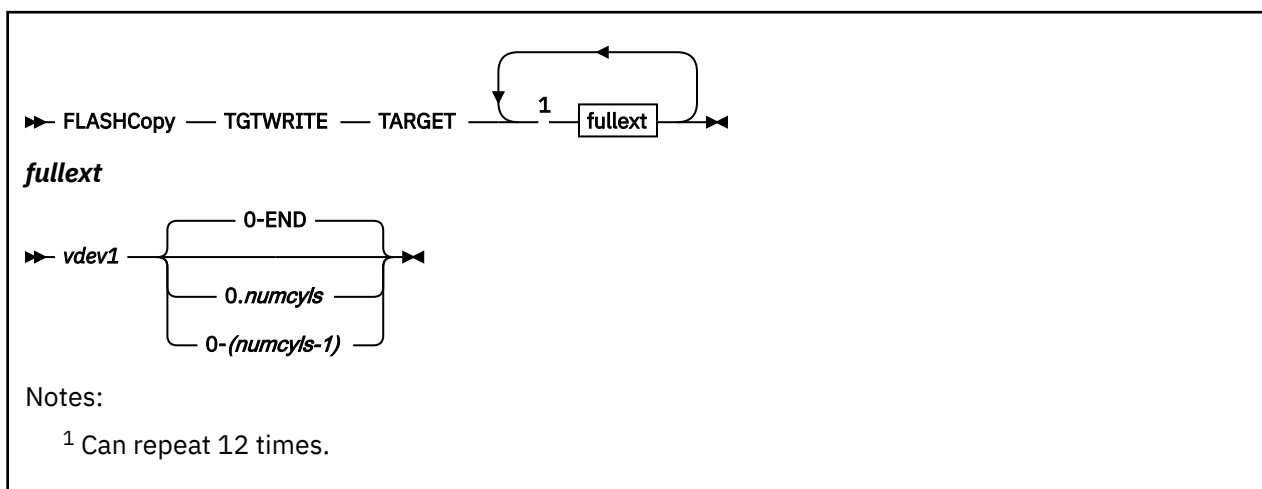 1
FLASHCopy TGTWRITE TARGET fullext
fullext
0-END
vdev1
0.numcyls
0-(numcyls-1)
Notes:
1 Can repeat 12 times.